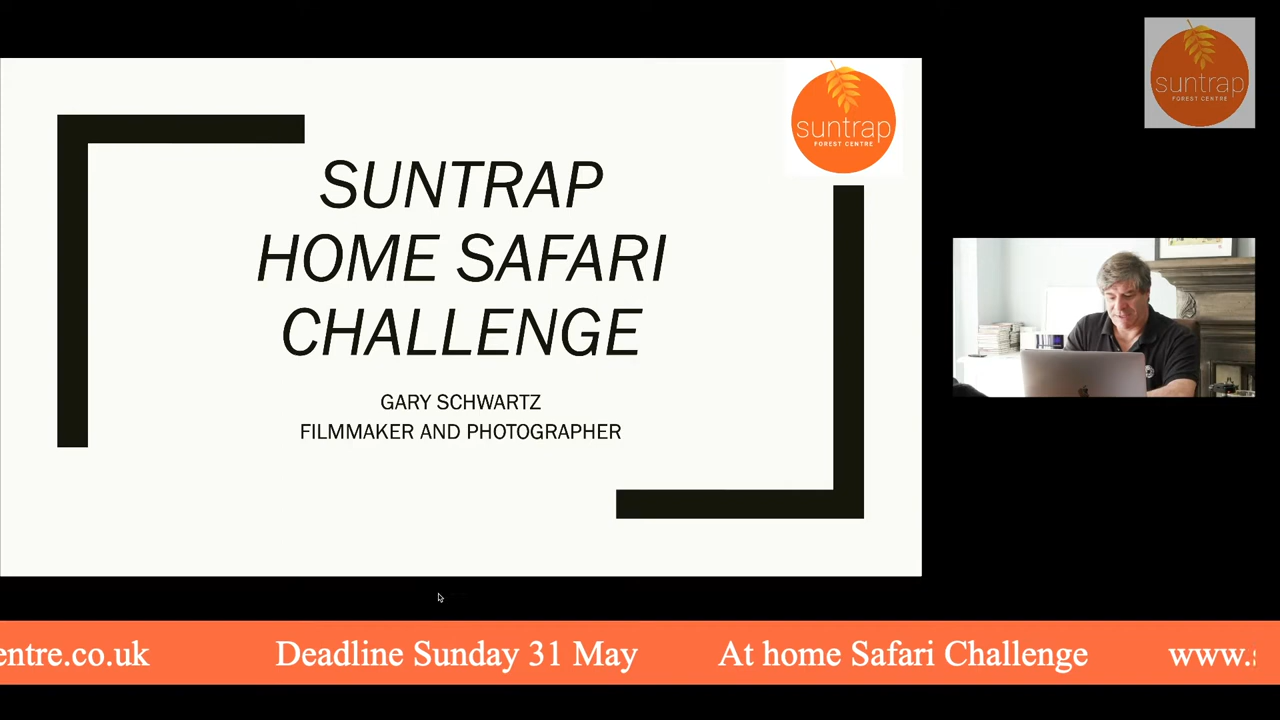 suntrap
FOREST CENTRE
suntrap
FOREST CENTRE
SUNTRAP
HOME SAFARI
CHALLENGE
GARY SCHWARTZ
FILMMAKER AND PHOTOGRAPHER
entre.co.uk Deadline Sunday 31 May At home Safari Challenge www.s